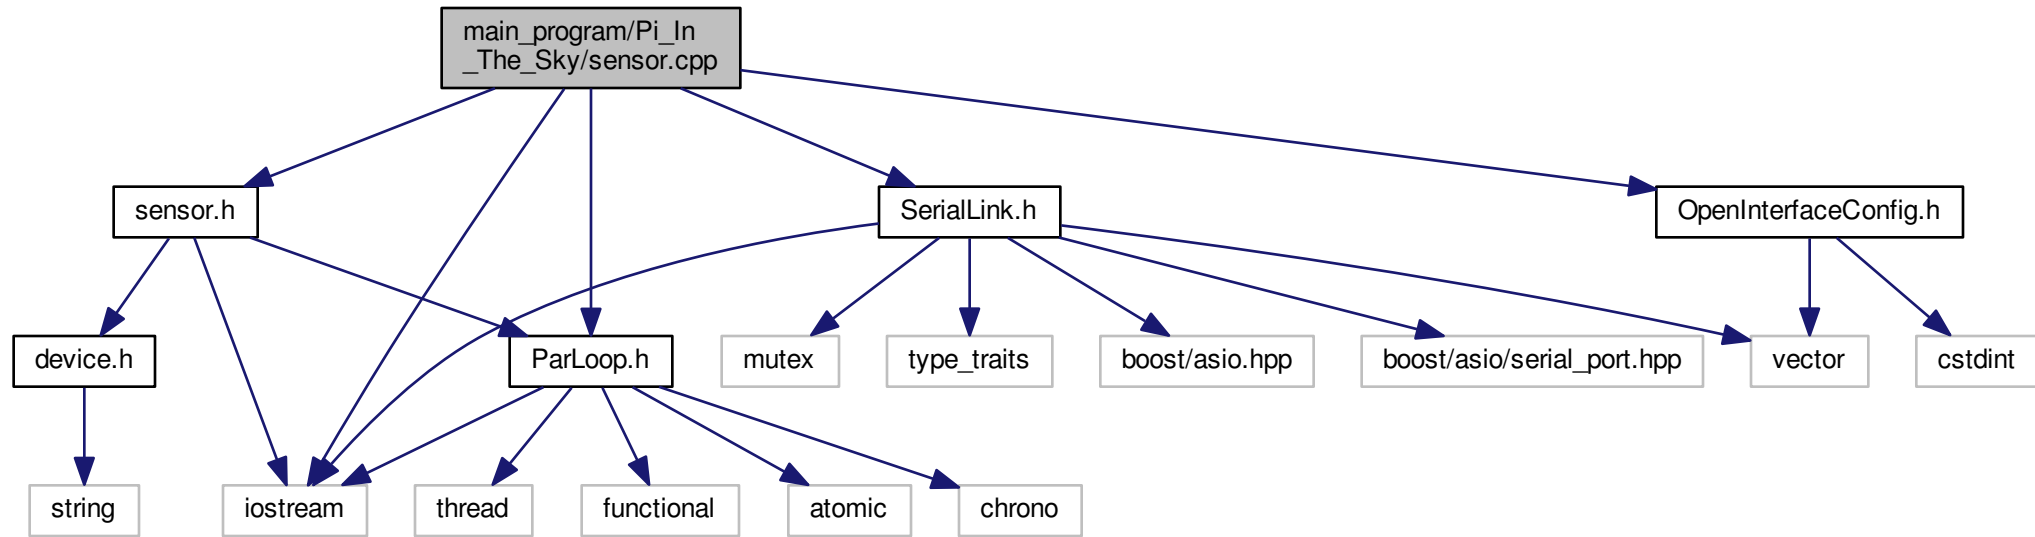 main_program/Pi_In
_The_Sky/sensor.cpp
sensor.h
SerialLink.h
OpenInterfaceConfig.h
device.h
ParLoop.h
mutex
type_traits
boost/asio.hpp
boost/asio/serial_port.hpp
vector
cstdint
string
iostream
thread
functional
atomic
chrono